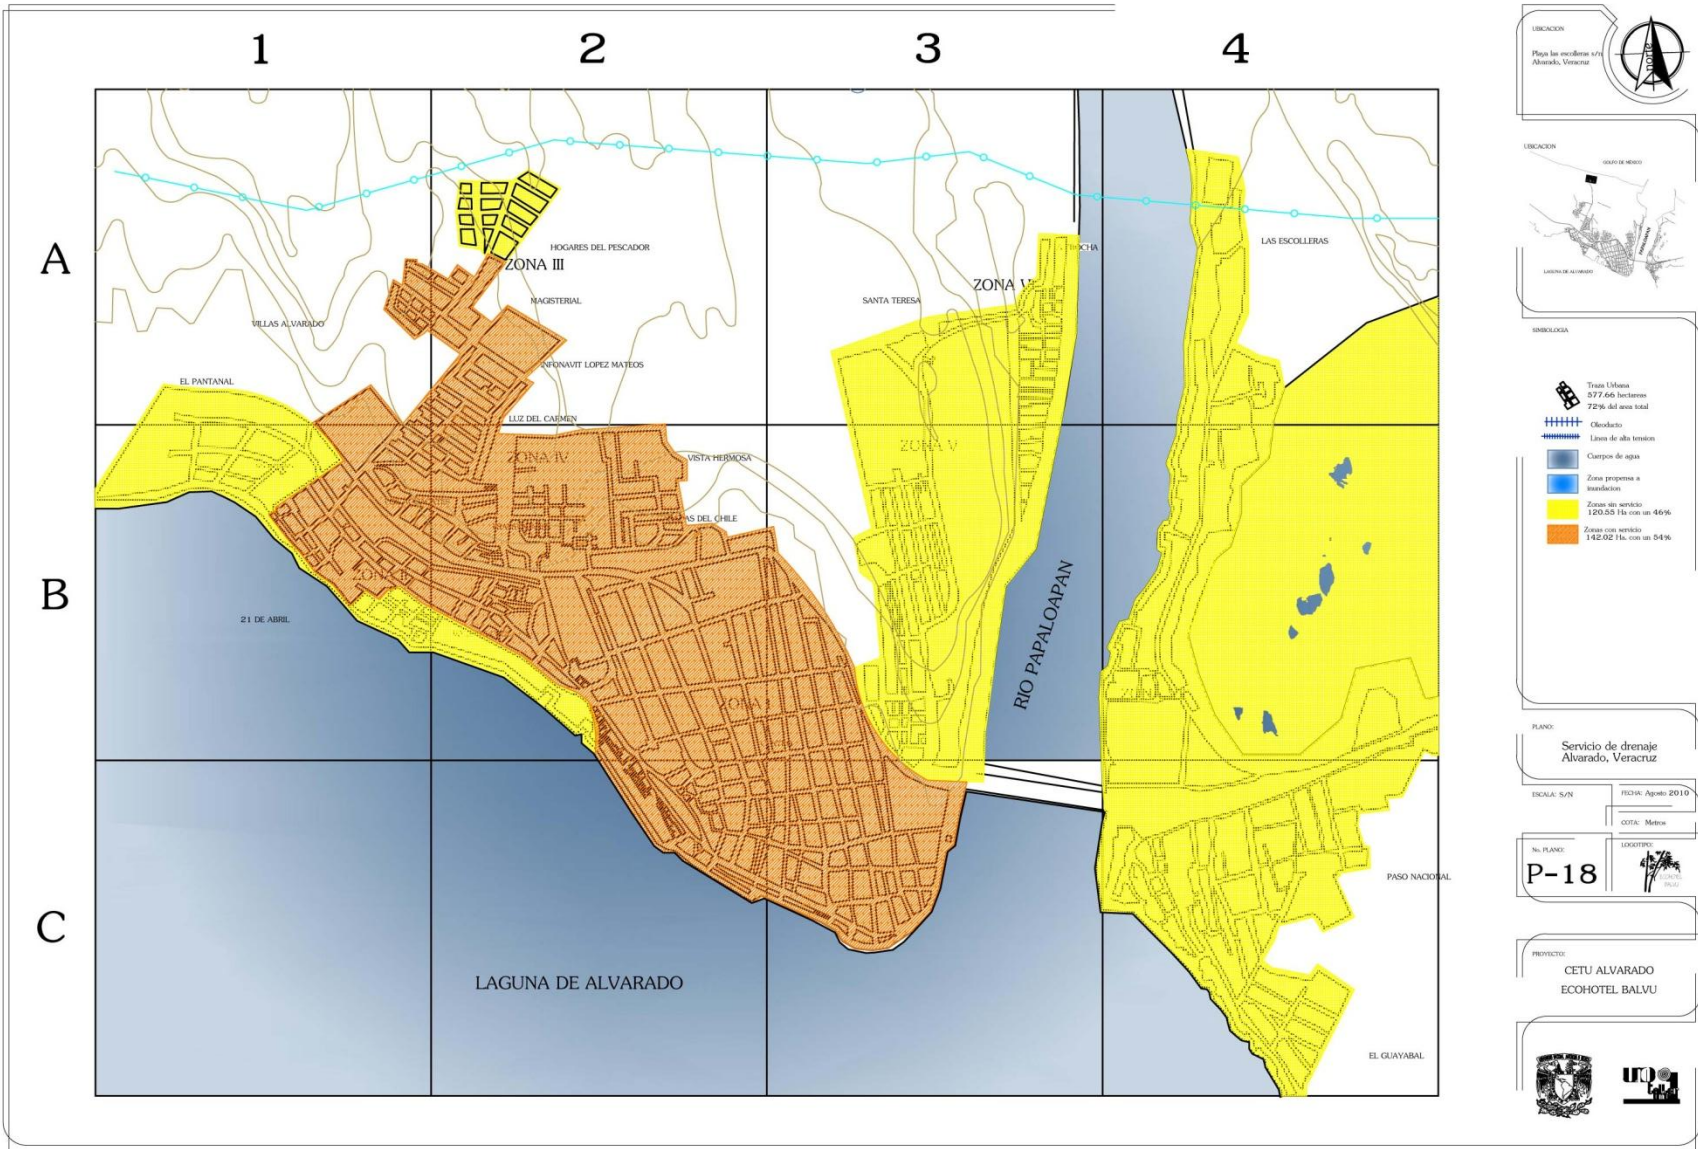 1 2 3 4
A
B
C
HOGARES DEL PESCADOR
ZONA III
MAGISTERIAL
VILLAS ALVARADO
INFONAVIT LOPEZ MATEOS
EL PANTANAL
LUZ DEL CARMEN
ZONA IV
VISTA HERMOSA
DEL CHILE
21 DE ABRIL
SANTA TERESA
ZONA V
LAS ESCOLLERAS
RIO PAPALOAPAN
PASO NACIONAL
EL GUAYABAL
LAGUNA DE ALVARADO
UBICACION
Playa las escolleras s/n
Alvarado, Veracruz
norte
UBICACION
GOLFO DE MÉXICO
PAPALOAPAN
LAGUNA DE ALVARADO
SIMBOLOGIA
Traza Urbana
577.66 hectareas
72% del area total
Oleoducto
Linea de alta tension
Cuerpos de agua
Zona propensa a
inundacion
Zonas sin servicio
120.55 Ha con un 46%
Zonas con servicio
142.02 Ha. con un 54%
PLANO:
Servicio de drenaje
Alvarado, Veracruz
ESCALA: S/N
FECHA: Agosto 2010
COTA: Metros
No. PLANO:
P-18
LOGOTIPO:
PROYECTO:
CETU ALVARADO
ECOHOTEL BALVU